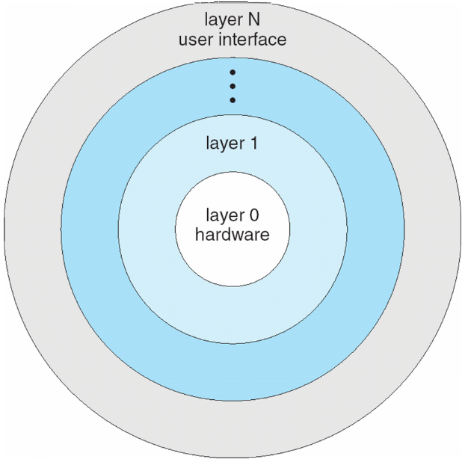 layer N
user interface
layer 1
layer 0
hardware